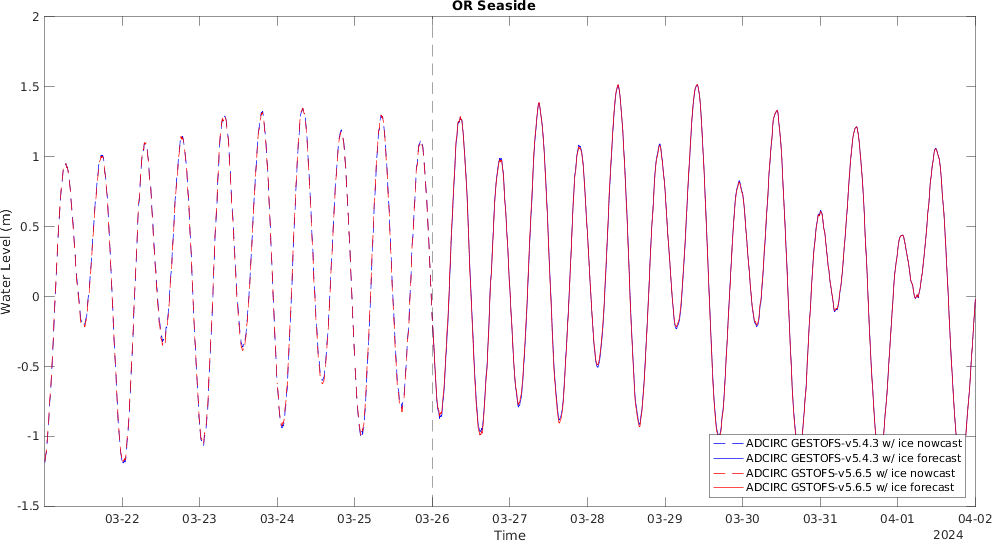 OR Seaside
2
1.5
1
0.5
0
-0.5
-1
-1.5
Water Level (m)
ADCIRC GESTOFS-v5.4.3 w/ ice nowcast
ADCIRC GESTOFS-v5.4.3 w/ ice forecast
ADCIRC GSTOFS-v5.6.5 w/ ice nowcast
ADCIRC GSTOFS-v5.6.5 w/ ice forecast
03-22 03-23 03-24 03-25 03-26 03-27 03-28 03-29 03-30 03-31 04-01 04-02
Time
2024